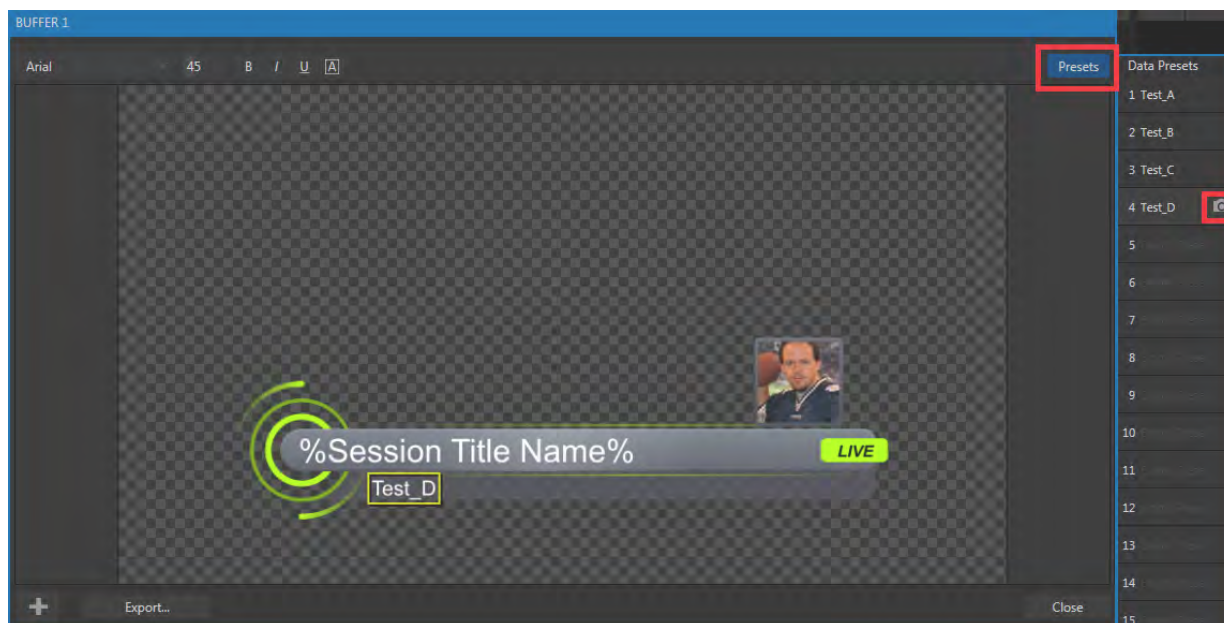 BUFFER 1
Arial 45 B I U A Presets
Data Presets
1 Test_A
2 Test_B
3 Test_C
4 Test_D
5
6
7
8
9
10
11
12
13
14
15
%Session Title Name% LIVE
Test_D
Export... Close